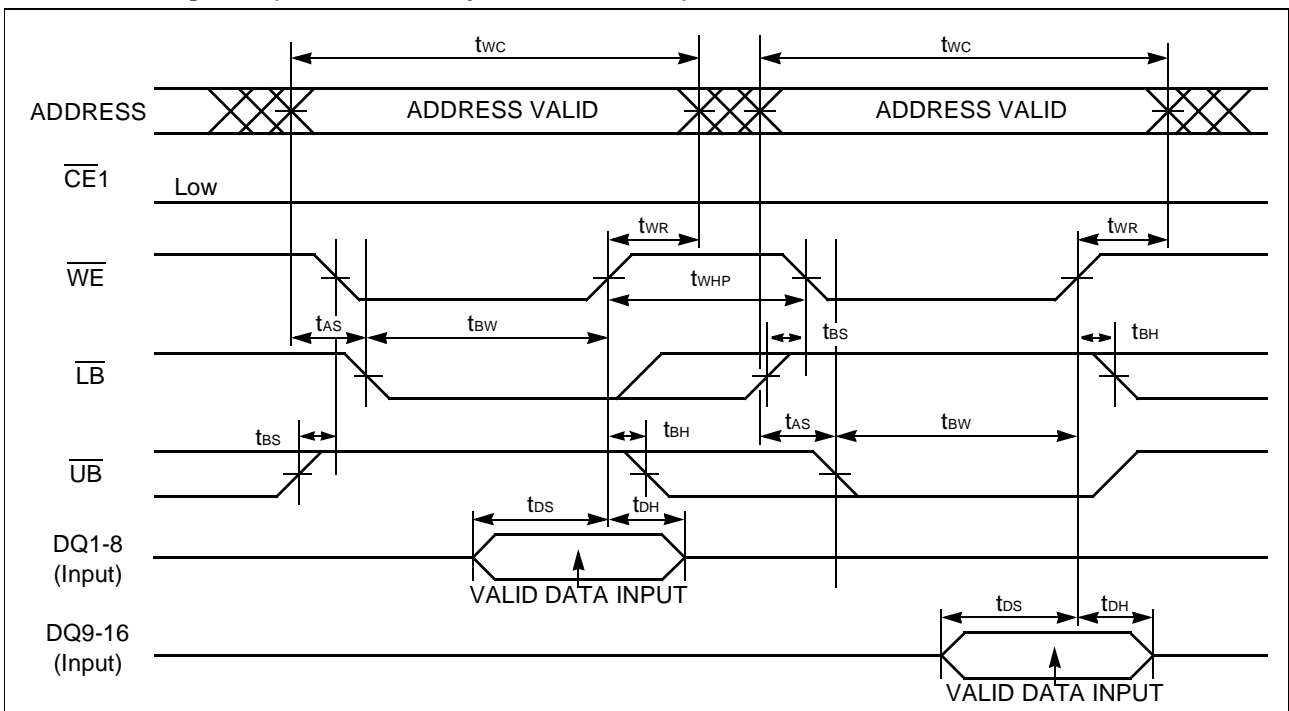 tWC tWC
ADDRESS ADDRESS VALID ADDRESS VALID
CE1 Low
tWR tWR
WE
tWHP
tAS tBW tBS tBH
LB
tBS tBH tAS tBW
UB
tDS tDH
DQ1-8
(Input)
VALID DATA INPUT
tDS tDH
DQ9-16
(Input)
VALID DATA INPUT